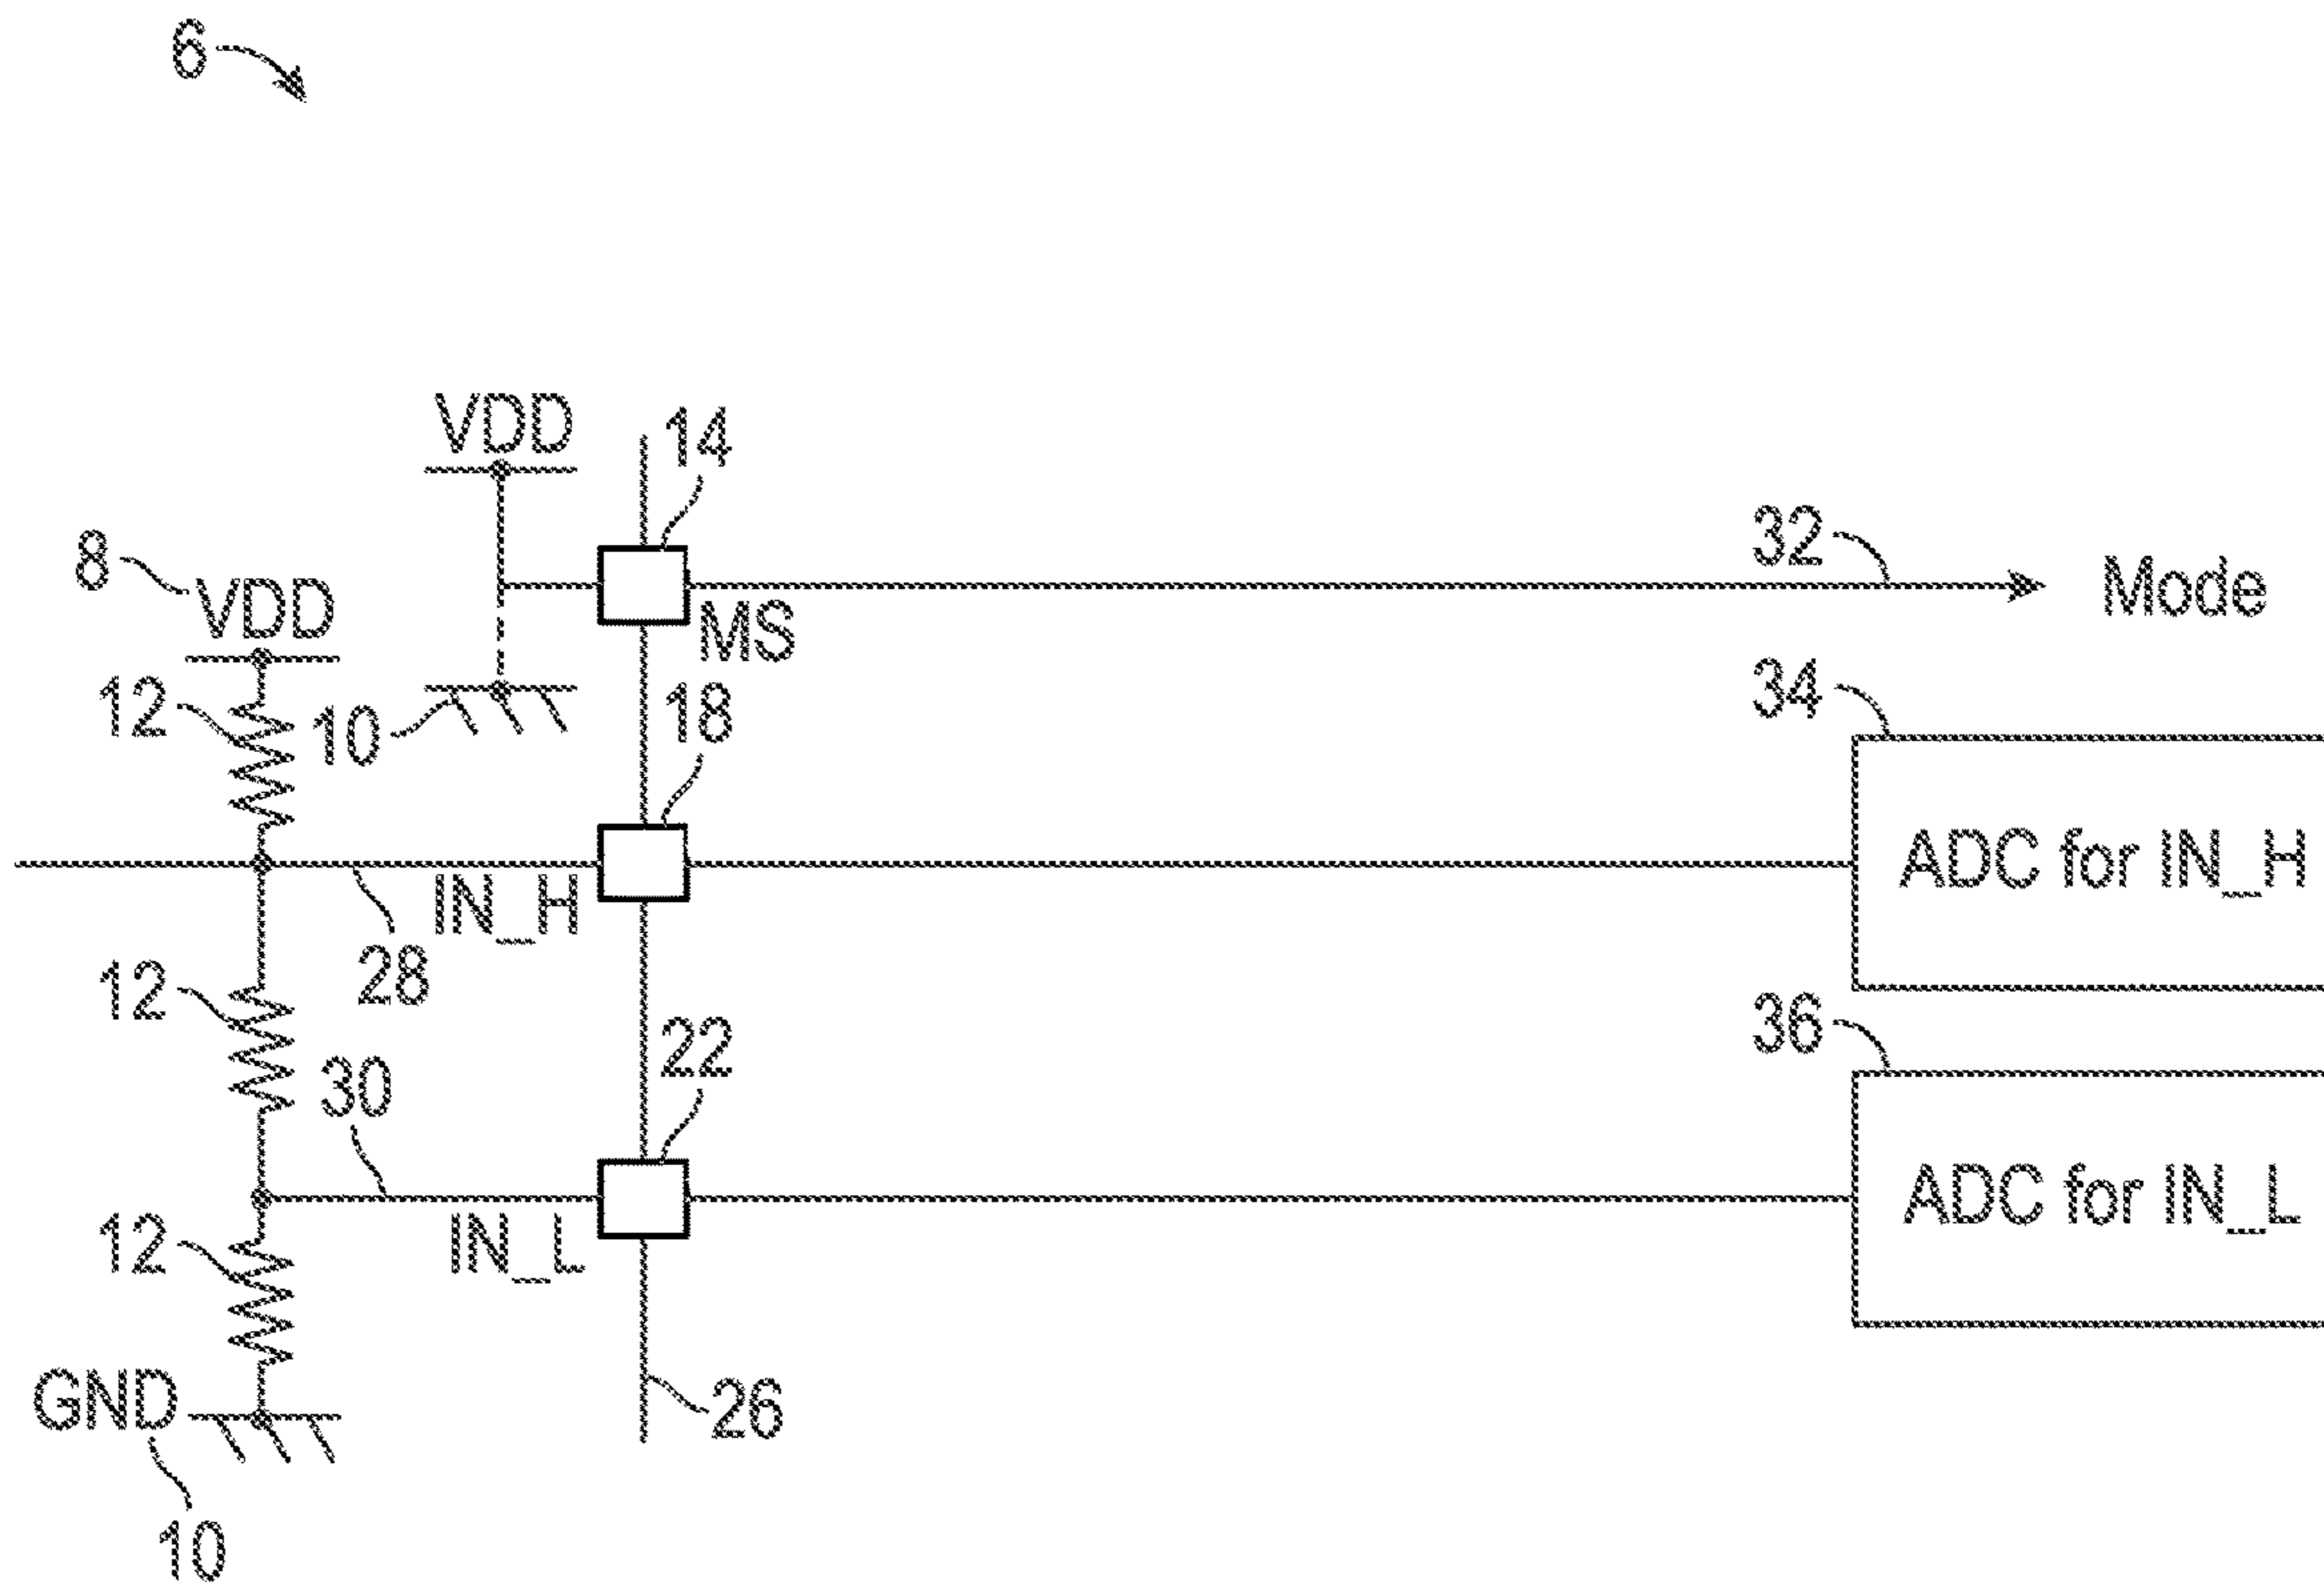 6
VDD
14
8
VDD
32
Mode
MS
12
10
18
34
ADC for IN_H
IN_H
28
12
30
22
36
ADC for IN_L
IN_L
12
GND
26
10